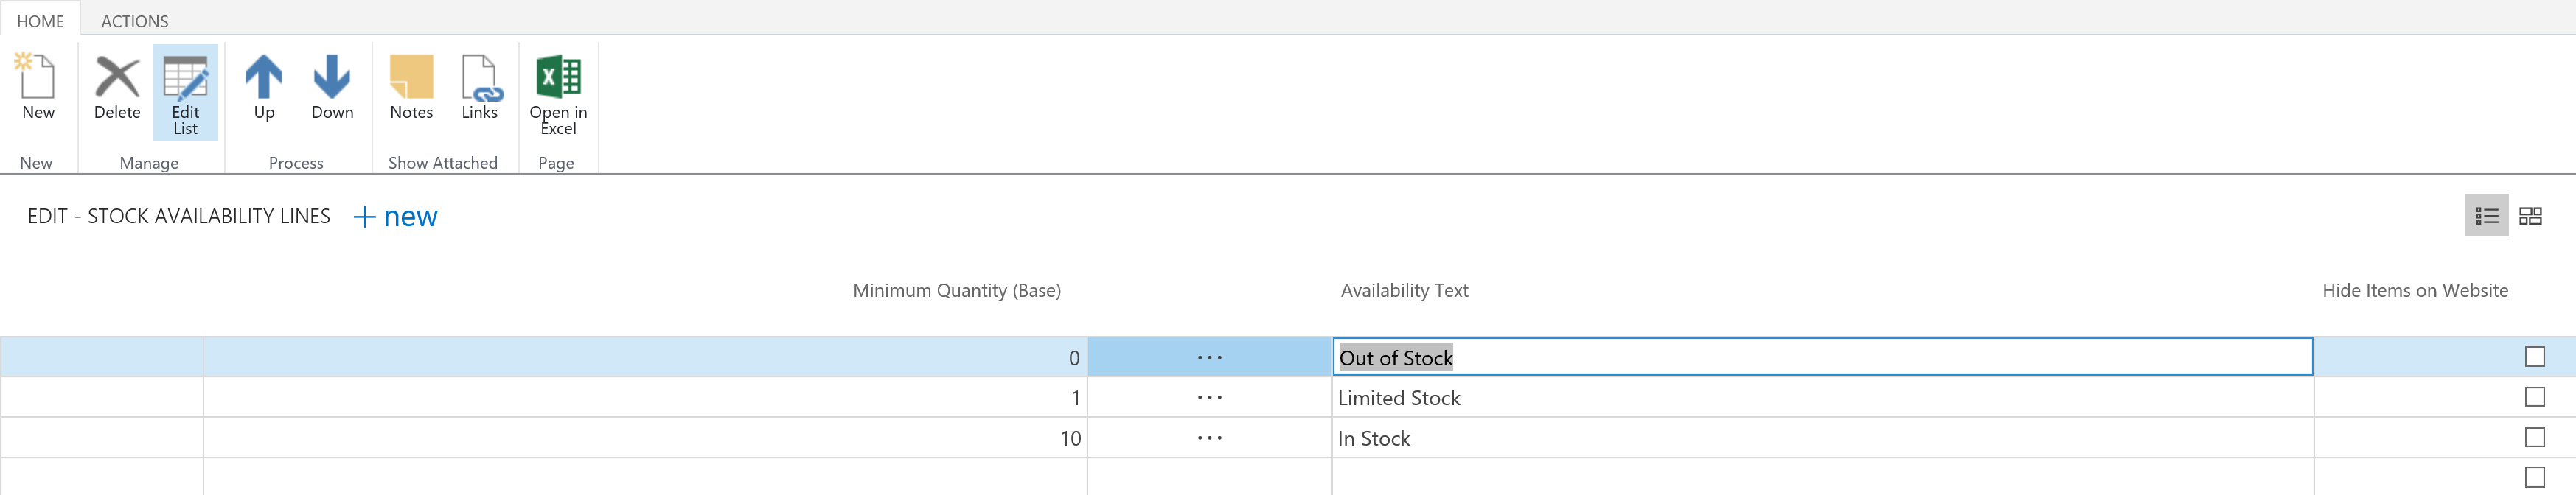 HOME ACTIONS
New Delete Edit List Up Down Notes Links Open in Excel
New Manage Process Show Attached Page
EDIT - STOCK AVAILABILITY LINES + new
Minimum Quantity (Base) Availability Text Hide Items on Website
0 ... Out of Stock
1 ... Limited Stock
10 ... In Stock